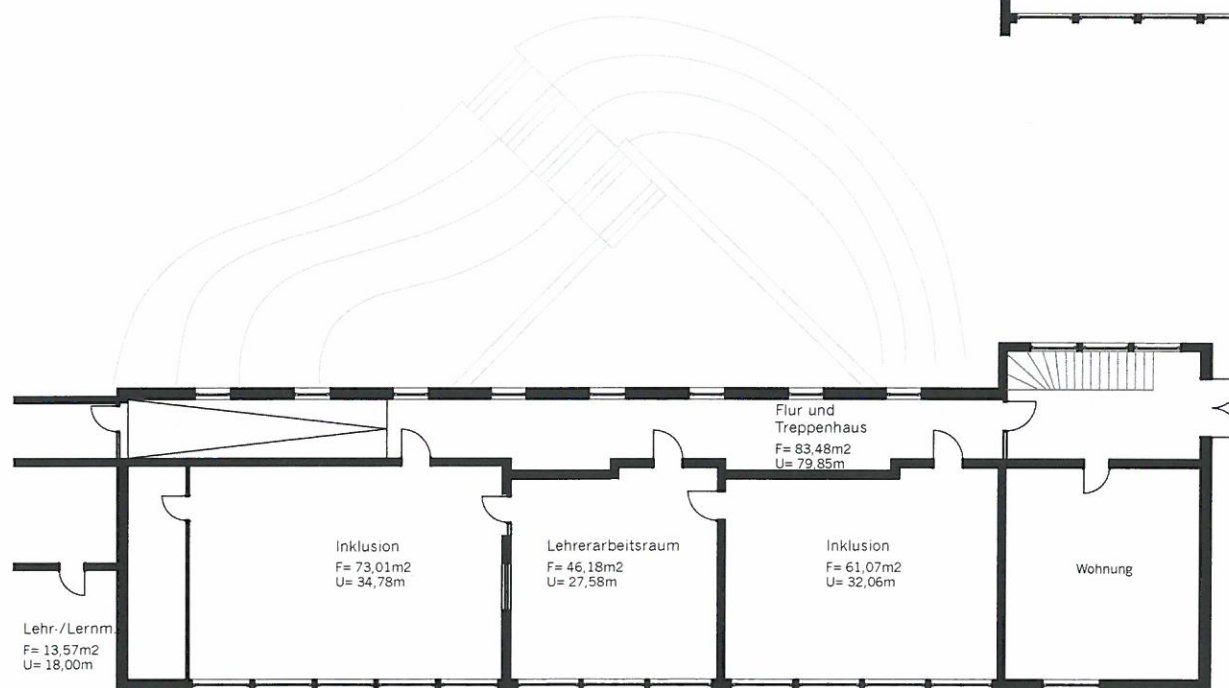 Flur und
Treppenhaus
F= 83,48m2
U= 79,85m
Inklusion
F= 73,01m2
U= 34,78m
Lehrerarbeitsraum
F= 46,18m2
U= 27,58m
Inklusion
F= 61,07m2
U= 32,06m
Wohnung
Lehr-/Lernm.
F= 13,57m2
U= 18,00m